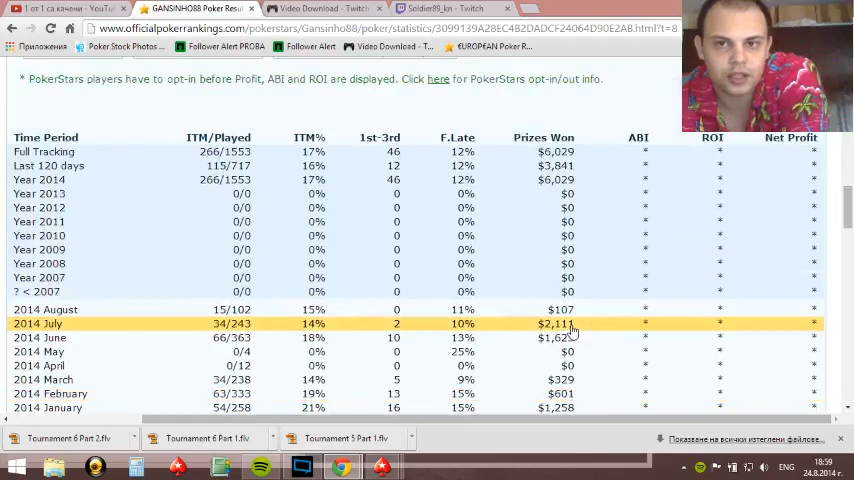 1 от 1 са качени - YouTube
GANSINHO88 Poker Resul
Video Download - Twitch
Soldier89_kn - Twitch
www.officialpokerrankings.com/pokerstars/Gansinho88/poker/statistics/3099139A28EC4B2DADCF24064D90E2AB.html?t=8
Приложения
Poker Stock Photos ...
Follower Alert PROBA
Follower Alert
Video Download - T...
€UROP€AN Poker R...
* PokerStars players have to opt-in before Profit, ABI and ROI are displayed. Click here for PokerStars opt-in/out info.
Time Period ITM/Played ITM% 1st-3rd F.Late Prizes Won ABI ROI Net Profit
Full Tracking 266/1553 17% 46 12% $6,029 * * *
Last 120 days 115/717 16% 12 12% $3,841 * * *
Year 2014 266/1553 17% 46 12% $6,029 * * *
Year 2013 0/0 0% 0 0% $0 * * *
Year 2012 0/0 0% 0 0% $0 * * *
Year 2011 0/0 0% 0 0% $0 * * *
Year 2010 0/0 0% 0 0% $0 * * *
Year 2009 0/0 0% 0 0% $0 * * *
Year 2008 0/0 0% 0 0% $0 * * *
Year 2007 0/0 0% 0 0% $0 * * *
? < 2007 0/0 0% 0 0% $0 * * *
2014 August 15/102 15% 0 11% $107 * * *
2014 July 34/243 14% 2 10% $2,111 * * *
2014 June 66/363 18% 10 13% * * *
2014 May 0/4 0% 0 25% $0 * * *
2014 April 0/12 0% 0 0% $0 * * *
2014 March 34/238 14% 5 9% $329 * * *
2014 February 63/333 19% 13 15% $601 * * *
2014 January 54/258 21% 16 15% $1,258 * * *
Tournament 6 Part 2.flv
Tournament 6 Part 1.flv
Tournament 5 Part 1.flv
Показване на всички изтеглени файлове...
ENG
18:59
24.8.2014 г.